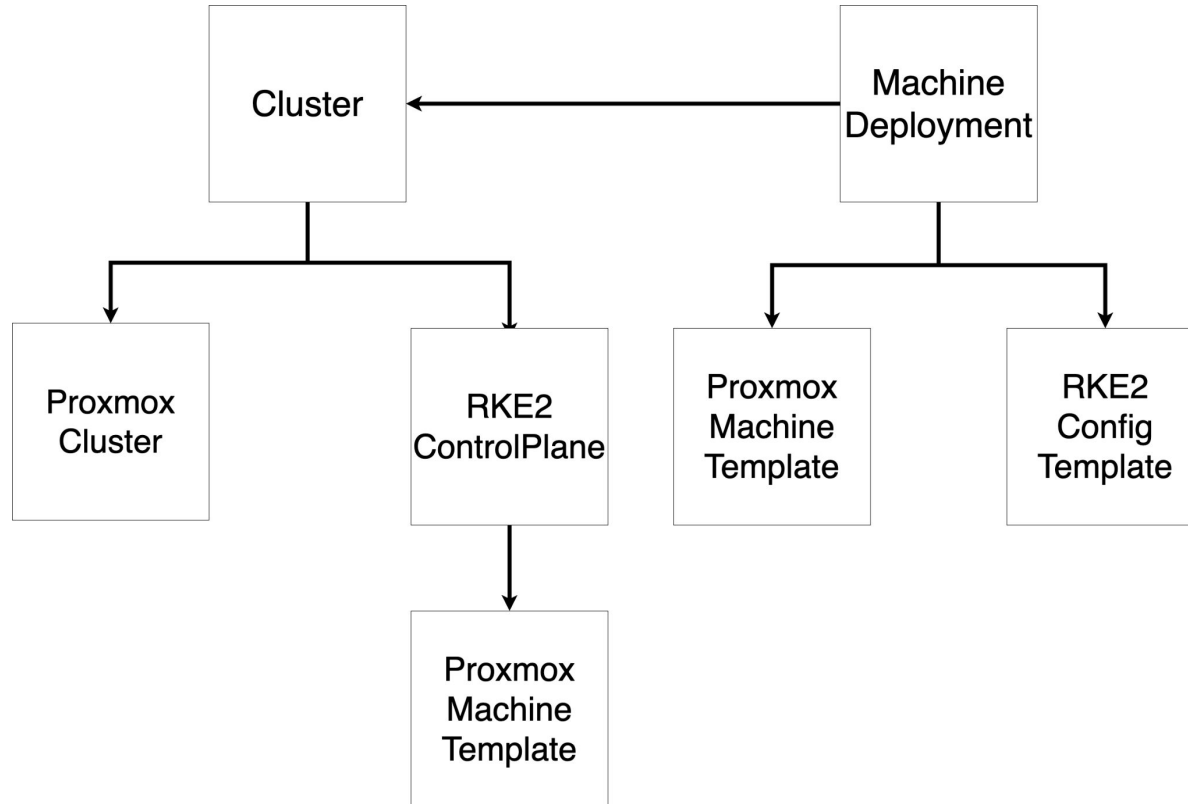 Cluster
Machine
Deployment
Proxmox
Cluster
RKE2
ControlPlane
Proxmox
Machine
Template
RKE2
Config
Template
Proxmox
Machine
Template